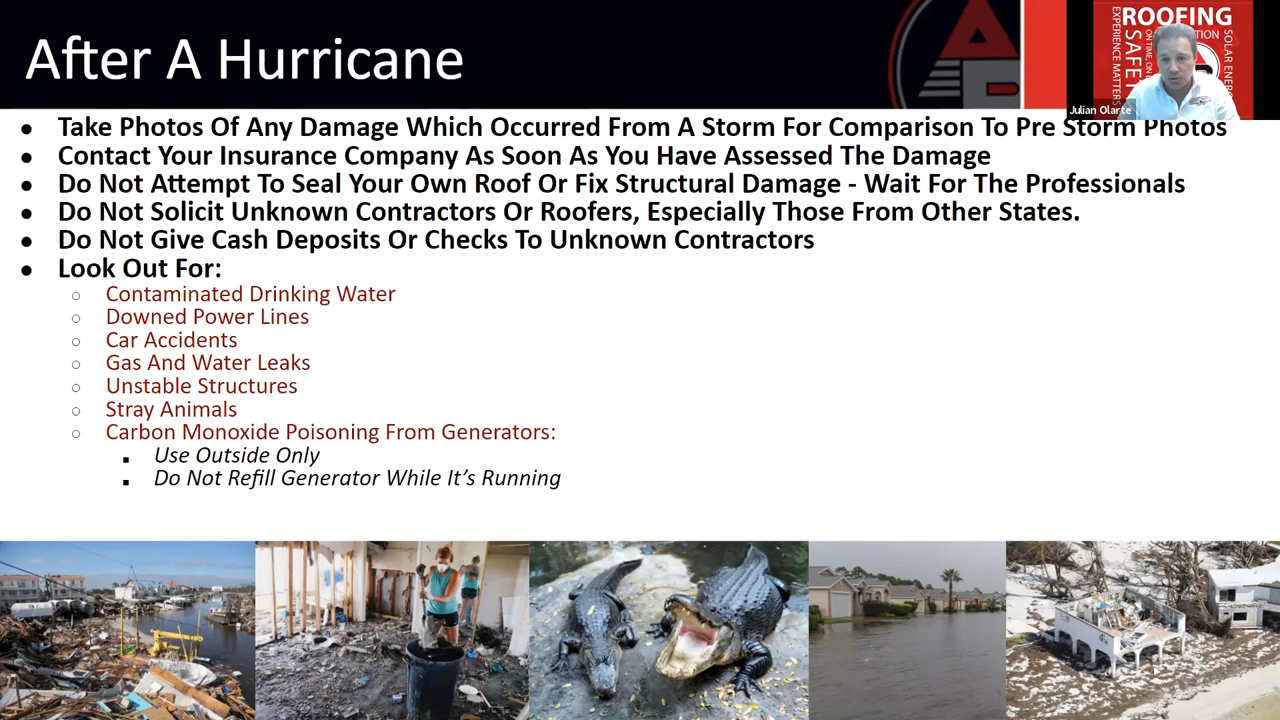 After A Hurricane
ROOFING
EXPERIENCE MATTERS
SOLAR ENER
Julian Olarte
● Take Photos Of Any Damage Which Occurred From A Storm For Comparison To Pre Storm Photos
● Contact Your Insurance Company As Soon As You Have Assessed The Damage
● Do Not Attempt To Seal Your Own Roof Or Fix Structural Damage - Wait For The Professionals
● Do Not Solicit Unknown Contractors Or Roofers, Especially Those From Other States.
● Do Not Give Cash Deposits Or Checks To Unknown Contractors
● Look Out For:
○ Contaminated Drinking Water
○ Downed Power Lines
○ Car Accidents
○ Gas And Water Leaks
○ Unstable Structures
○ Stray Animals
○ Carbon Monoxide Poisoning From Generators:
■ Use Outside Only
■ Do Not Refill Generator While It’s Running